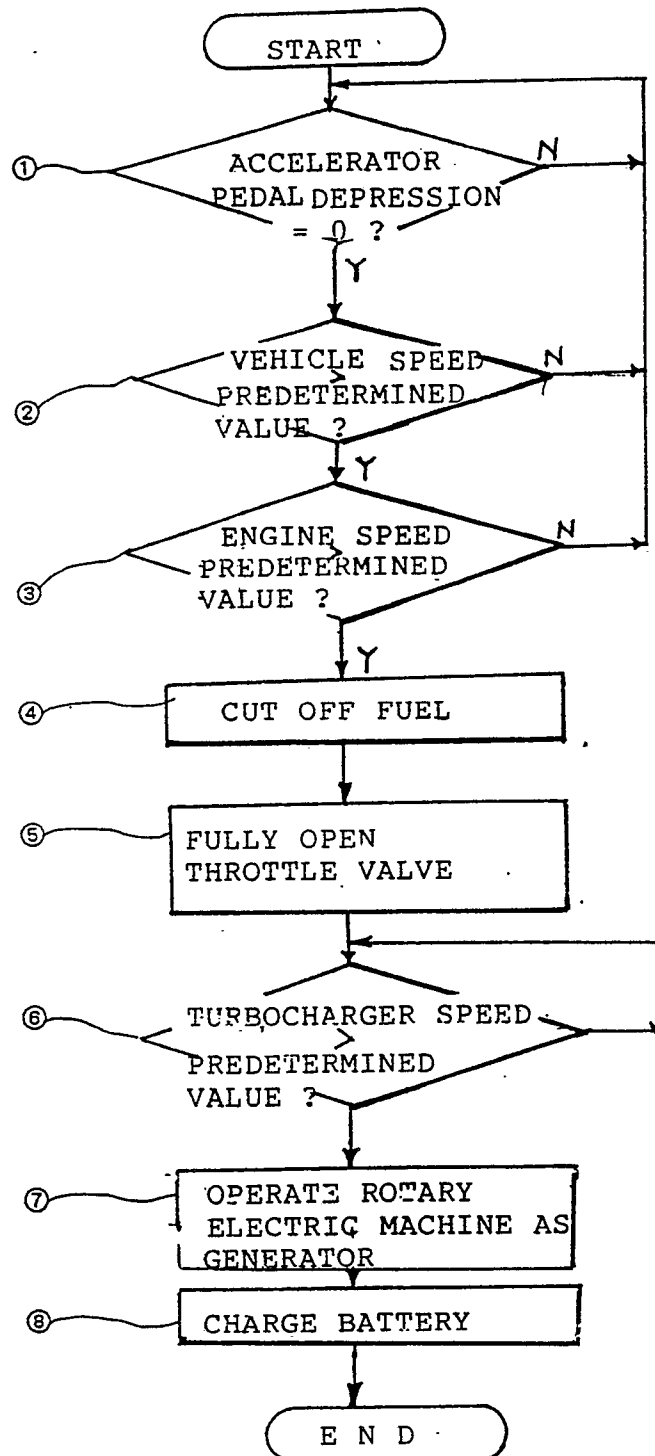 START
① ACCELERATOR N
PEDAL DEPRESSION
= 0 ?
Y
VEHICLE SPEED N
>
② PREDETERMINED
VALUE ?
Y
ENGINE SPEED N
>
PREDETERMINED
③ VALUE ?
Y
④ CUT OFF FUEL
⑤ FULLY OPEN
THROTTLE VALVE
⑥ TURBOCHARGER SPEED
>
PREDETERMINED
VALUE ?
⑦ OPERATE ROTARY
ELECTRIC MACHINE AS
GENERATOR
⑧ CHARGE BATTERY
END